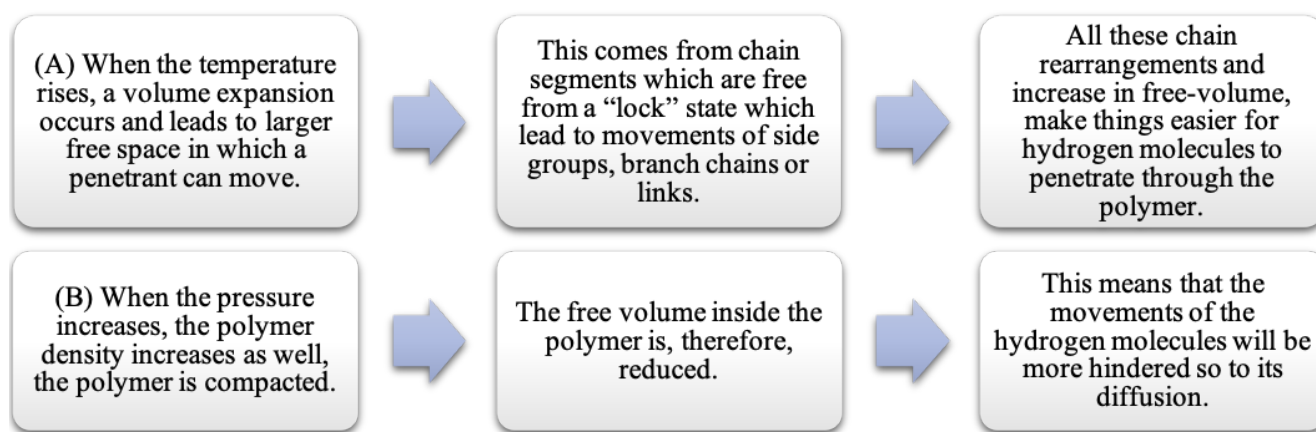 (A) When the temperature
rises, a volume expansion
occurs and leads to larger
free space in which a
penetrant can move.
This comes from chain
segments which are free
from a “lock” state which
lead to movements of side
groups, branch chains or
links.
All these chain
rearrangements and
increase in free-volume,
make things easier for
hydrogen molecules to
penetrate through the
polymer.
(B) When the pressure
increases, the polymer
density increases as well,
the polymer is compacted.
The free volume inside the
polymer is, therefore,
reduced.
This means that the
movements of the
hydrogen molecules will be
more hindered so to its
diffusion.